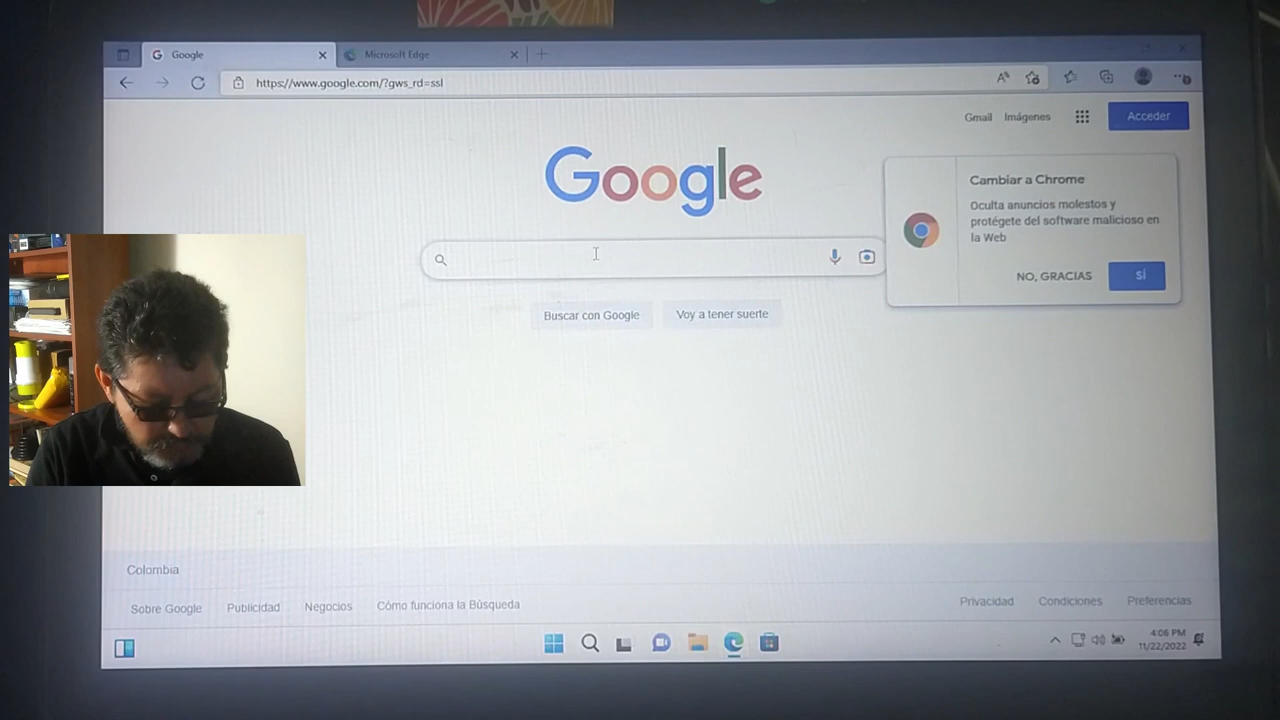 Google
Microsoft Edge
https://www.google.com/?gws_rd=ssl
Gmail
Imágenes
Acceder
Google
Cambiar a Chrome
Oculta anuncios molestos y
protégete del software malicioso en
la Web
NO, GRACIAS
SÍ
Buscar con Google
Voy a tener suerte
Colombia
Sobre Google
Publicidad
Negocios
Cómo funciona la Búsqueda
Privacidad
Condiciones
Preferencias
4:06 PM
11/22/2022